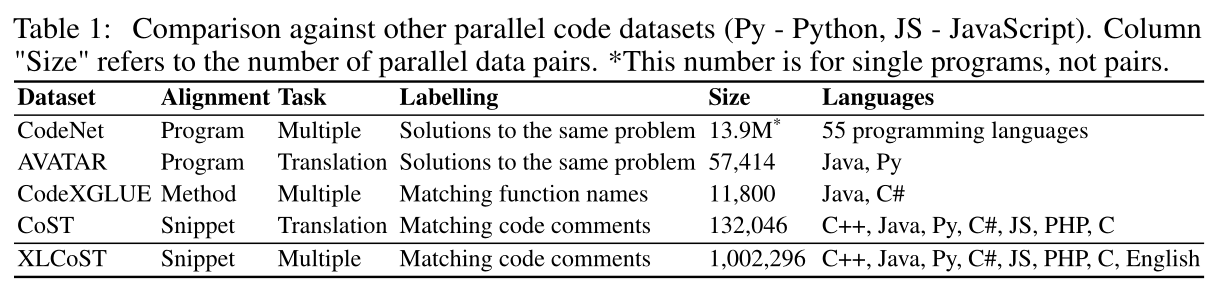 Table 1: Comparison against other parallel code datasets (Py - Python, JS - JavaScript). Column
"Size" refers to the number of parallel data pairs. *This number is for single programs, not pairs.
Dataset Alignment Task Labelling Size Languages
CodeNet Program Multiple Solutions to the same problem 13.9M* 55 programming languages
AVATAR Program Translation Solutions to the same problem 57,414 Java, Py
CodeXGLUE Method Multiple Matching function names 11,800 Java, C#
CoST Snippet Translation Matching code comments 132,046 C++, Java, Py, C#, JS, PHP, C
XLCoST Snippet Multiple Matching code comments 1,002,296 C++, Java, Py, C#, JS, PHP, C, English